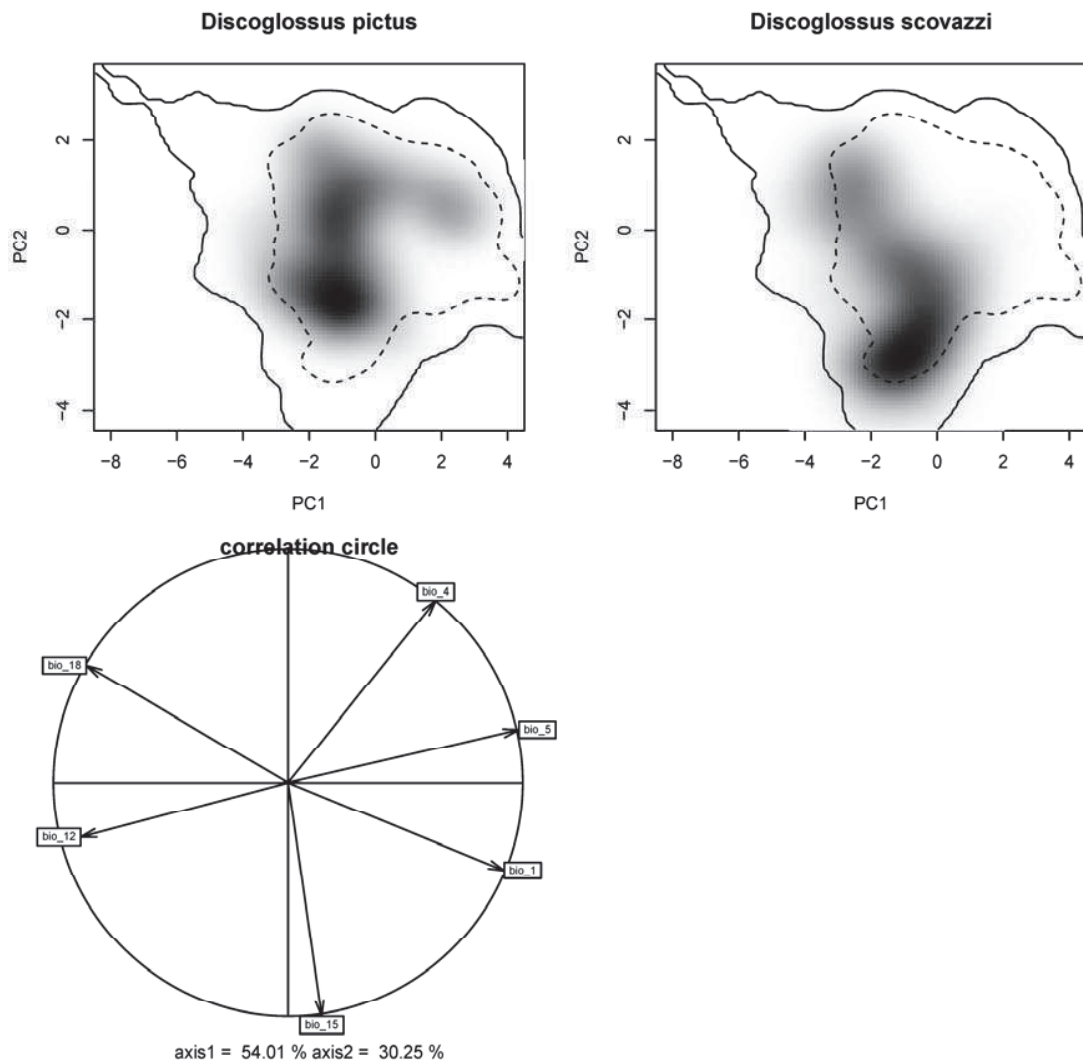 Discoglossus pictus
Discoglossus scovazzi
2
0
−2
−4
PC2
−8 −6 −4 −2 0 2 4
PC1
2
0
−2
−4
PC2
−8 −6 −4 −2 0 2 4
PC1
correlation circle
bio_4
bio_18
bio_5
bio_12
bio_1
bio_15
axis1 = 54.01 % axis2 = 30.25 %